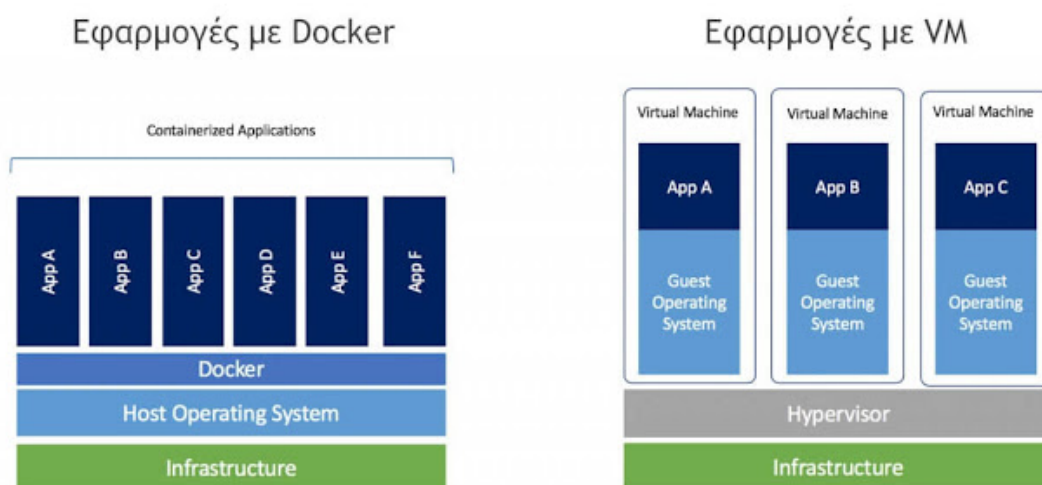 Εφαρμογές με Docker
Containerized Applications
App A
App B
App C
App D
App E
App F
Docker
Host Operating System
Infrastructure
Εφαρμογές με VM
Virtual Machine
App A
Guest
Operating
System
Virtual Machine
App B
Guest
Operating
System
Virtual Machine
App C
Guest
Operating
System
Hypervisor
Infrastructure